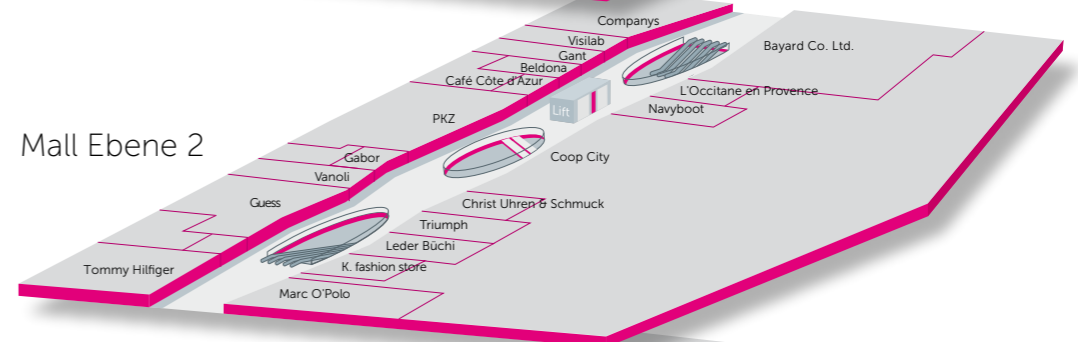 Companys
Visilab
Gant
Beldona
Café Côte d'Azur
PKZ
Mall Ebene 2
Gabor
Vanoli
Guess
Tommy Hilfiger
Bayard Co. Ltd.
L'Occitane en Provence
Navyboot
Lift
Coop City
Christ Uhren & Schmuck
Triumph
Leder Büchi
K. fashion store
Marc O'Polo